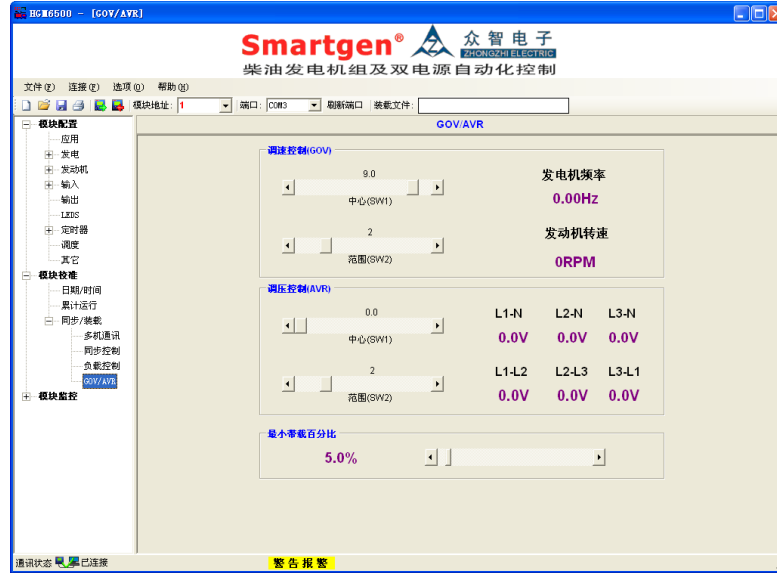 HGM6500 - [GOV/AVR]
Smartgen® 众智电子
ZHONGZHI ELECTRIC
柴油发电机组及双电源自动化控制
文件(F) 连接(C) 选项(O) 帮助(H)
模块地址: 1 端口: COM3 刷新端口 装载文件:
模块配置
应用
发电
发动机
输入
输出
LEDS
定时器
调度
其它
模块校准
日期/时间
累计运行
同步/装载
多机通讯
同步控制
负载控制
GOV/AVR
模块监控
GOV/AVR
调速控制(GOV)
9.0
中心(SW1)
2
范围(SW2)
发电机频率
0.00Hz
发动机转速
0RPM
调压控制(AVR)
0.0
中心(SW1)
2
范围(SW2)
L1-N L2-N L3-N
0.0V 0.0V 0.0V
L1-L2 L2-L3 L3-L1
0.0V 0.0V 0.0V
最小带载百分比
5.0%
通讯状态 已连接
警告报警